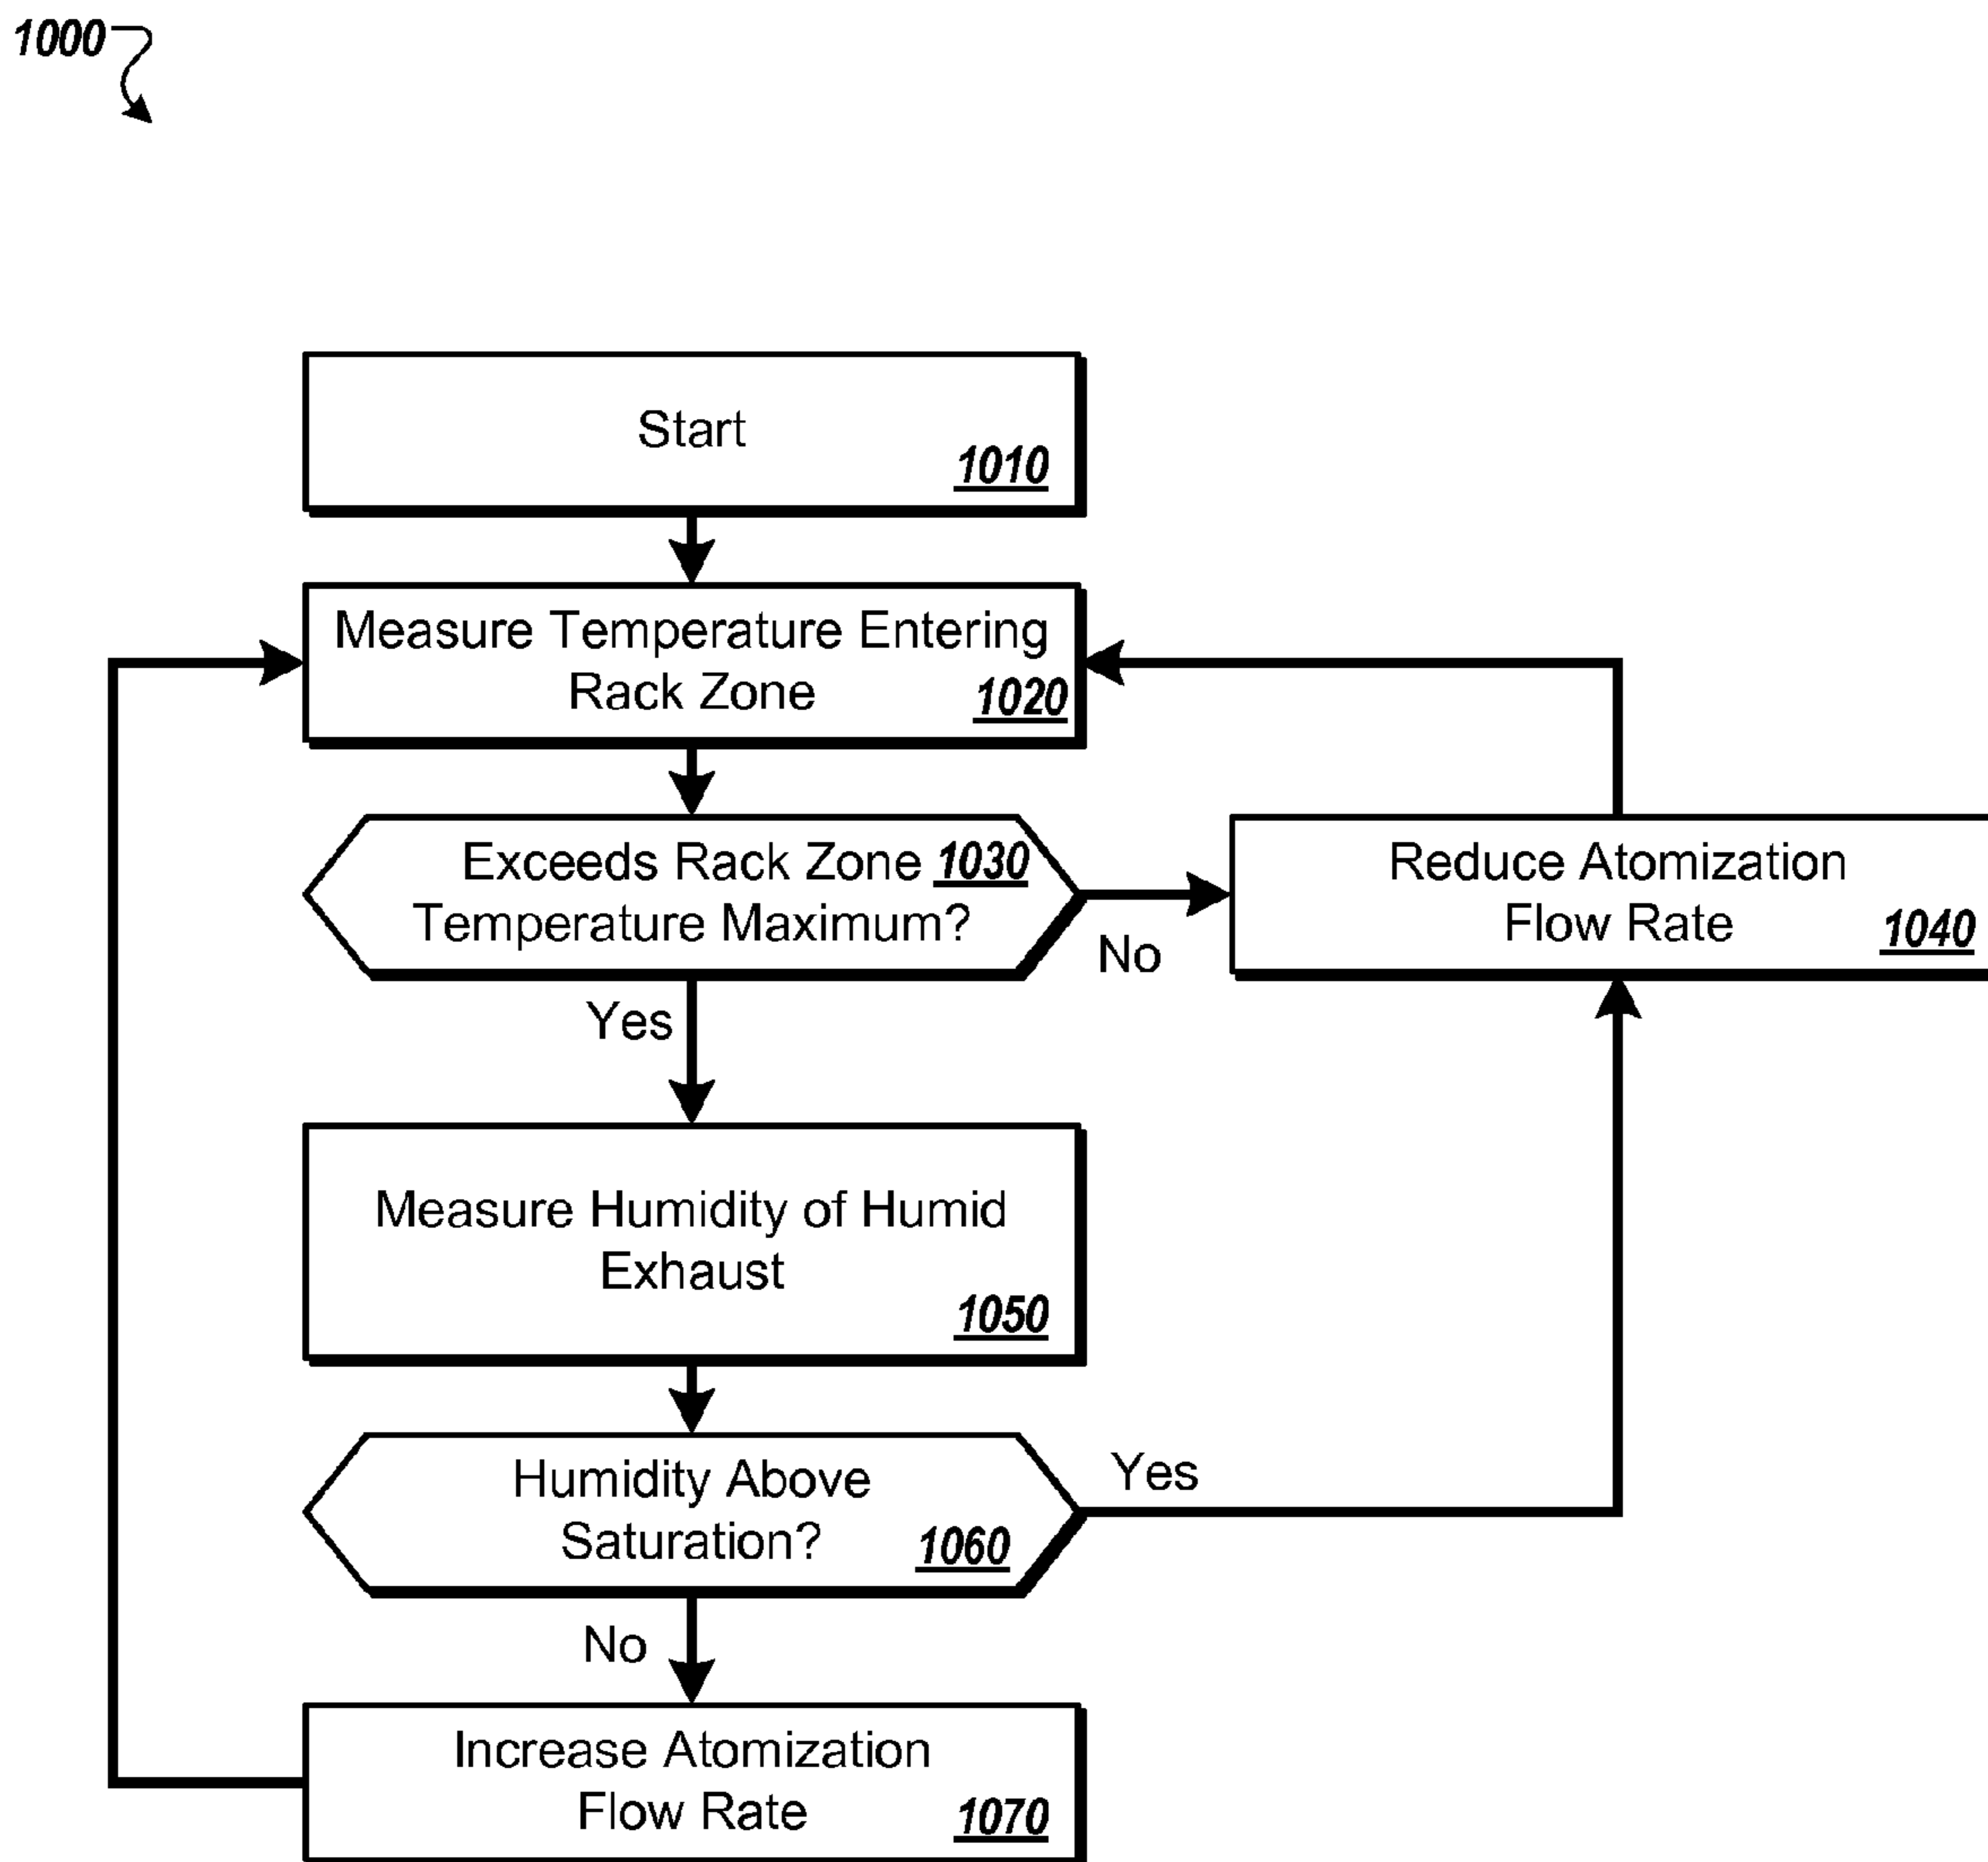 1000
Start
1010
Measure Temperature Entering
Rack Zone
1020
Exceeds Rack Zone 1030
Temperature Maximum?
No
Reduce Atomization
Flow Rate
1040
Yes
Measure Humidity of Humid
Exhaust
1050
Humidity Above
Saturation?
1060
Yes
No
Increase Atomization
Flow Rate
1070